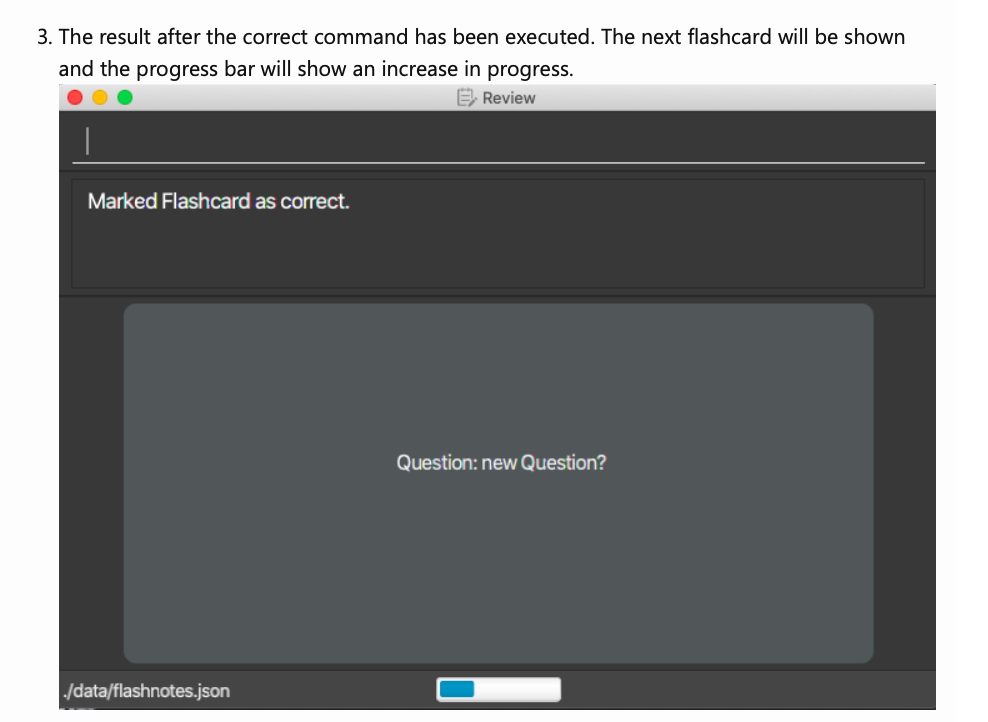 3. The result after the correct command has been executed. The next flashcard will be shown
and the progress bar will show an increase in progress.
Review
Marked Flashcard as correct.
Question: new Question?
./data/flashnotes.json